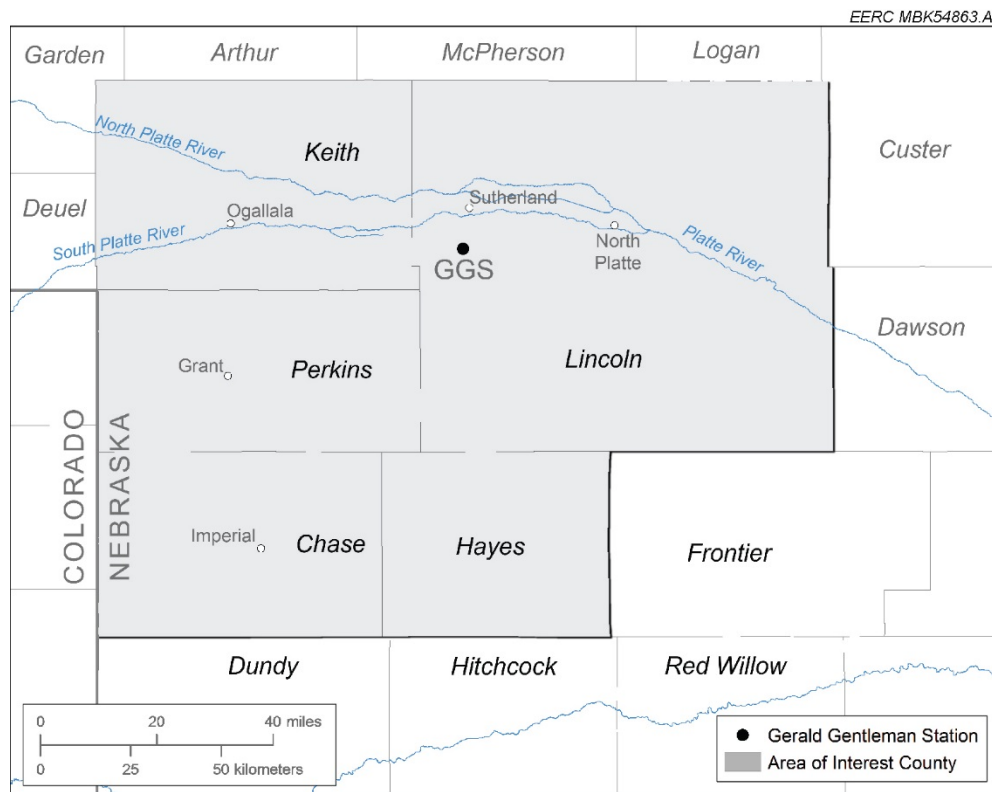 EERC MBK54863.A
Garden
Arthur
McPherson
Logan
North Platte River
Keith
Custer
Deuel
Ogallala
Sutherland
South Platte River
North
Platte
Platte River
GGS
Dawson
Grant
Perkins
Lincoln
COLORADO
NEBRASKA
Imperial
Chase
Hayes
Frontier
Dundy
Hitchcock
Red Willow
0 20 40 miles
0 25 50 kilometers
Gerald Gentleman Station
Area of Interest County